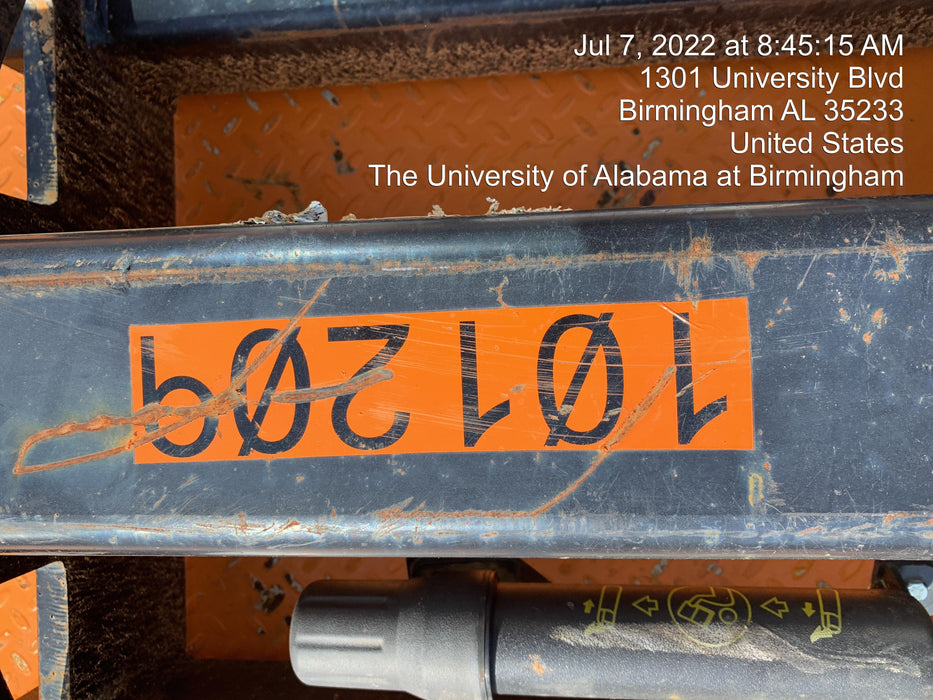 Jul 7, 2022 at 8:45:15 AM
1301 University Blvd
Birmingham AL 35233
United States
The University of Alabama at Birmingham
101209